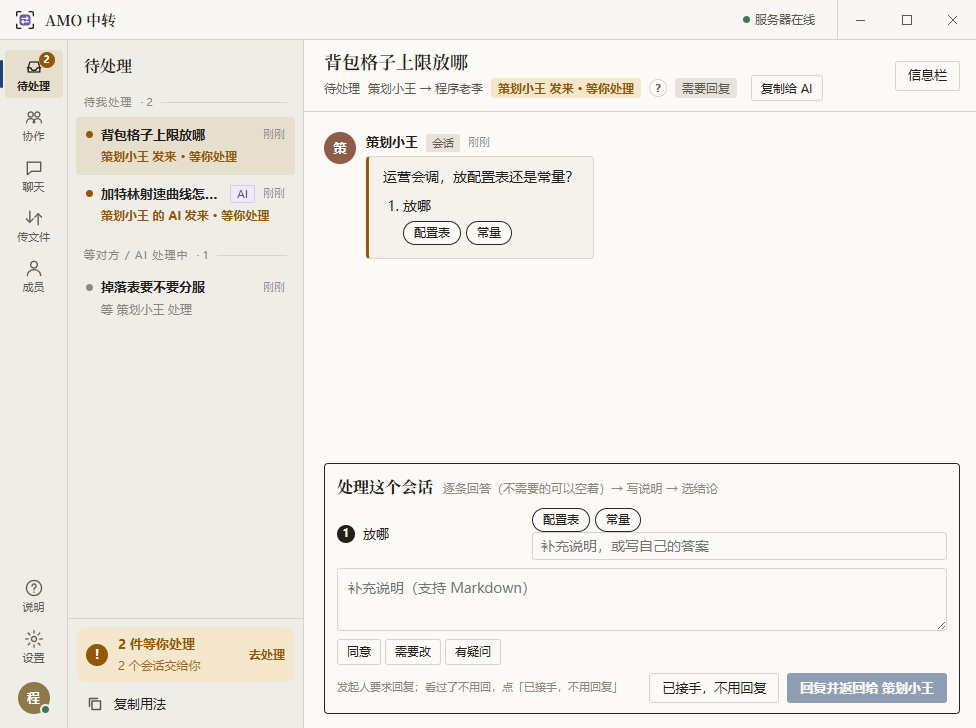 AMO 中转
服务器在线
2
待处理
协作
聊天
传文件
成员
说明
设置
程
待处理
待我处理 · 2
背包格子上限放哪 刚刚
策划小王 发来 · 等你处理
加特林射速曲线怎... AI 刚刚
策划小王 的 AI 发来 · 等你处理
等对方 / AI 处理中 · 1
掉落表要不要分服 刚刚
等 策划小王 处理
! 2 件等你处理
2 个会话交给你
去处理
复制用法
背包格子上限放哪
待处理 策划小王 → 程序老李 策划小王 发来 · 等你处理 ? 需要回复 复制给 AI
信息栏
策 策划小王 会话 刚刚
运营会调，放配置表还是常量？
1. 放哪
配置表 常量
处理这个会话 逐条回答（不需要的可以空着）→ 写说明 → 选结论
1 放哪
配置表 常量
补充说明，或写自己的答案
补充说明（支持 Markdown）
同意 需要改 有疑问
发起人要求回复；看过了不用回，点「已接手，不用回复」
已接手，不用回复
回复并返回给 策划小王